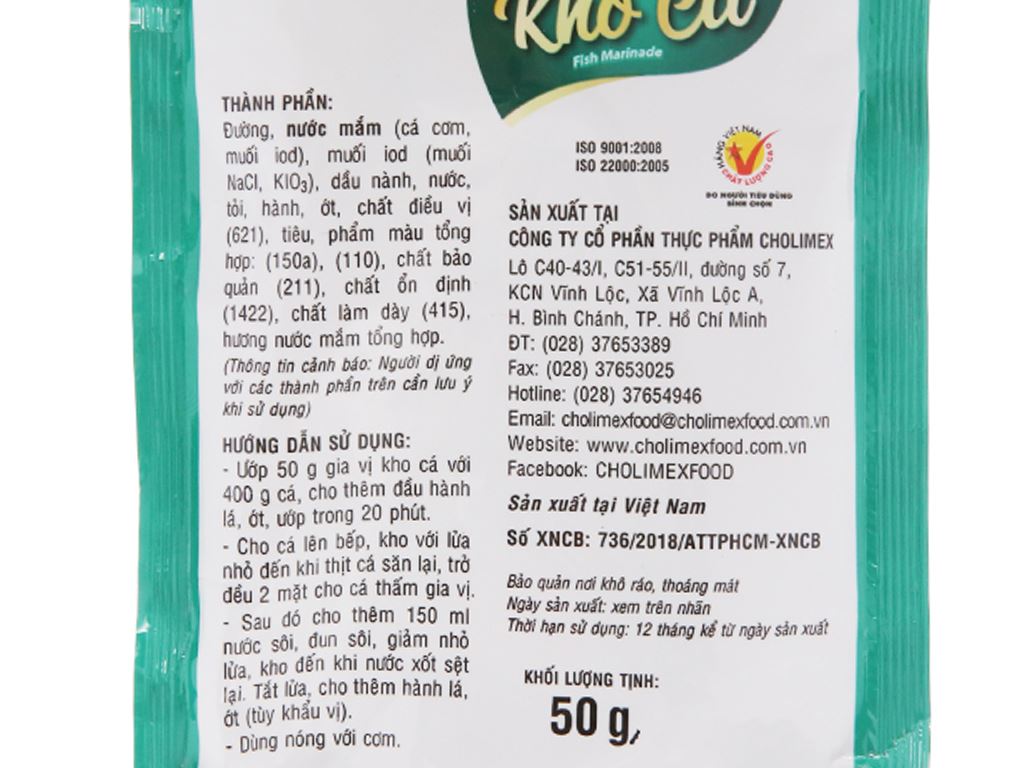 Kho Cá
Fish Marinade
THÀNH PHẦN:
Đường, nước mắm (cá cơm,
muối iod), muối iod (muối
NaCl, KIO₃), dầu nành, nước,
tỏi, hành, ớt, chất điều vị
(621), tiêu, phẩm màu tổng
hợp: (150a), (110), chất bảo
quản (211), chất ổn định
(1422), chất làm dày (415),
hương nước mắm tổng hợp.
(Thông tin cảnh báo: Người dị ứng
với các thành phần trên cần lưu ý
khi sử dụng)
HƯỚNG DẪN SỬ DỤNG:
- Ướp 50 g gia vị kho cá với
400 g cá, cho thêm đầu hành
lá, ớt, ướp trong 20 phút.
- Cho cá lên bếp, kho với lửa
nhỏ đến khi thịt cá săn lại, trở
đều 2 mặt cho cá thấm gia vị.
- Sau đó cho thêm 150 ml
nước sôi, đun sôi, giảm nhỏ
lửa, kho đến khi nước xốt sệt
lại. Tắt lửa, cho thêm hành lá,
ớt (tùy khẩu vị).
- Dùng nóng với cơm.
ISO 9001:2008
ISO 22000:2005
HÀNG VIỆT NAM
CHẤT LƯỢNG CAO
DO NGƯỜI TIÊU DÙNG
BÌNH CHỌN
SẢN XUẤT TẠI
CÔNG TY CỔ PHẦN THỰC PHẨM CHOLIMEX
Lô C40-43/I, C51-55/II, đường số 7,
KCN Vĩnh Lộc, Xã Vĩnh Lộc A,
H. Bình Chánh, TP. Hồ Chí Minh
ĐT: (028) 37653389
Fax: (028) 37653025
Hotline: (028) 37654946
Email: cholimexfood@cholimexfood.com.vn
Website: www.cholimexfood.com.vn
Facebook: CHOLIMEXFOOD
Sản xuất tại Việt Nam
Số XNCB: 736/2018/ATTPHCM-XNCB
Bảo quản nơi khô ráo, thoáng mát
Ngày sản xuất: xem trên nhãn
Thời hạn sử dụng: 12 tháng kể từ ngày sản xuất
KHỐI LƯỢNG TỊNH:
50 g